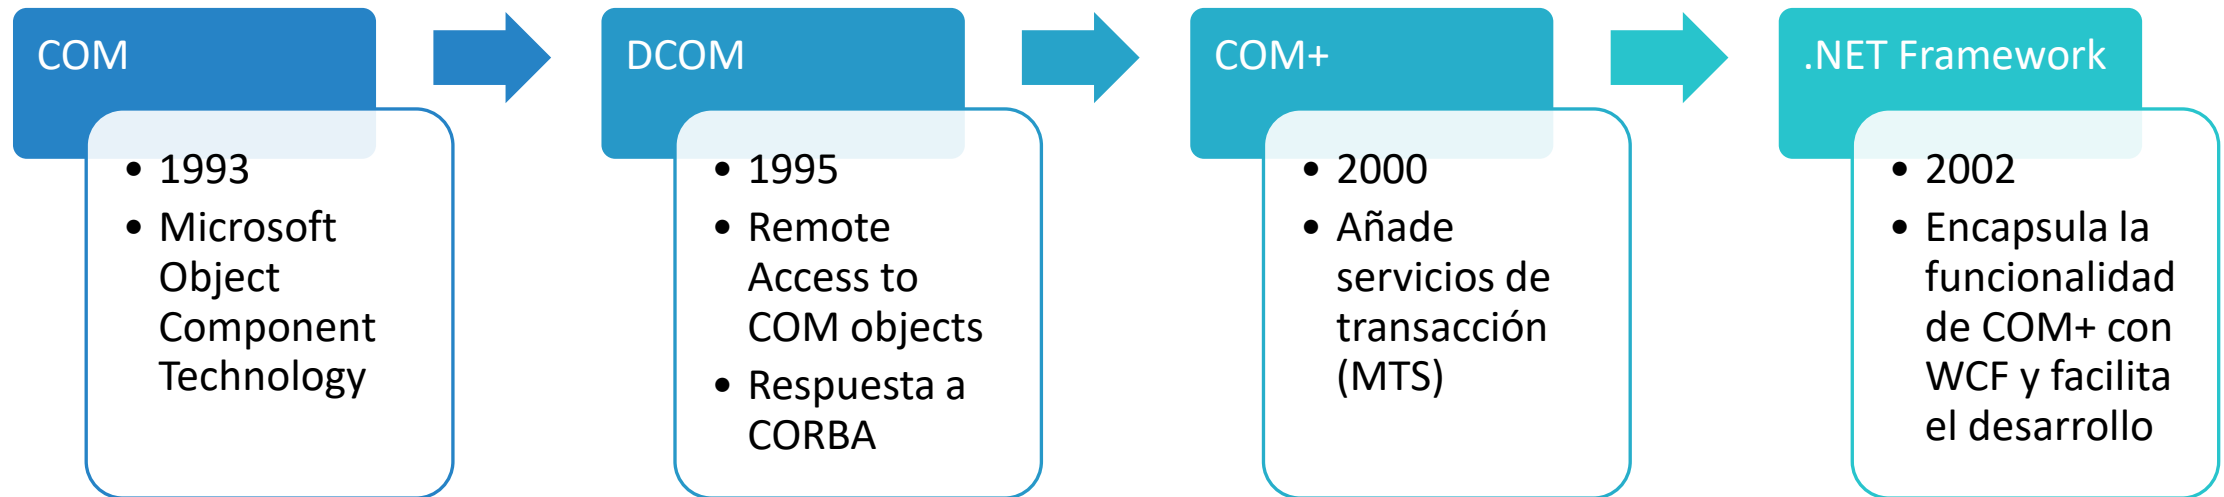 COM
• 1993
• Microsoft
Object
Component
Technology
DCOM
• 1995
• Remote
Access to
COM objects
• Respuesta a
CORBA
COM+
• 2000
• Añade
servicios de
transacción
(MTS)
.NET Framework
• 2002
• Encapsula la
funcionalidad
de COM+ con
WCF y facilita
el desarrollo